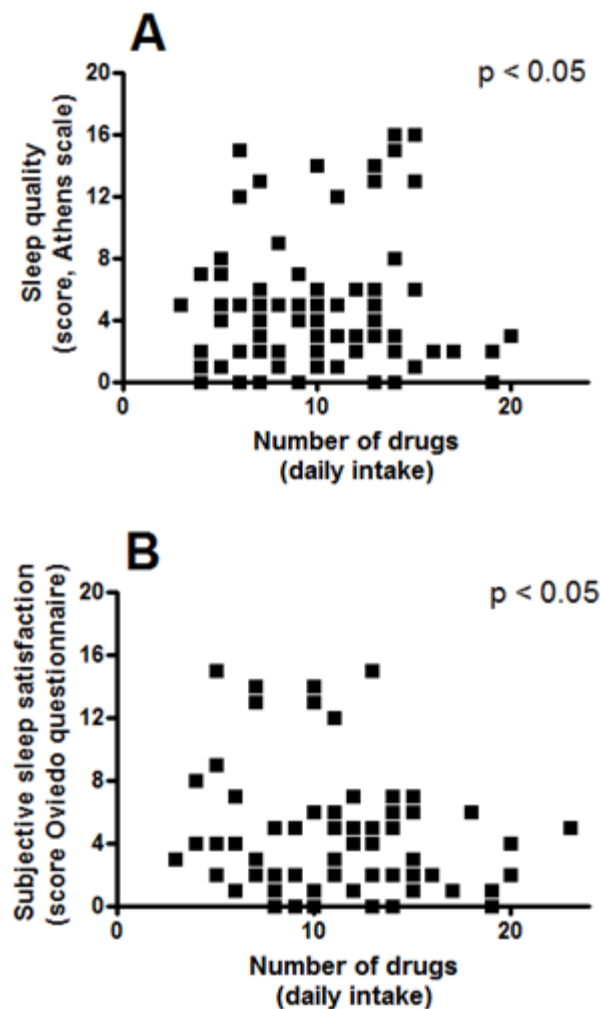 A
p < 0.05
20
16
12
8
4
0
Sleep quality
(score, Athens scale)
0 10 20
Number of drugs
(daily intake)
B
p < 0.05
20
16
12
8
4
0
Subjective sleep satisfaction
(score Oviedo questionnaire)
0 10 20
Number of drugs
(daily intake)